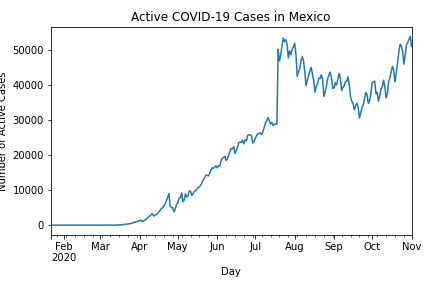 Active COVID-19 Cases in Mexico
Number of Active Cases
50000
40000
30000
20000
10000
0
Feb Mar Apr May Jun Jul Aug Sep Oct Nov
2020
Day